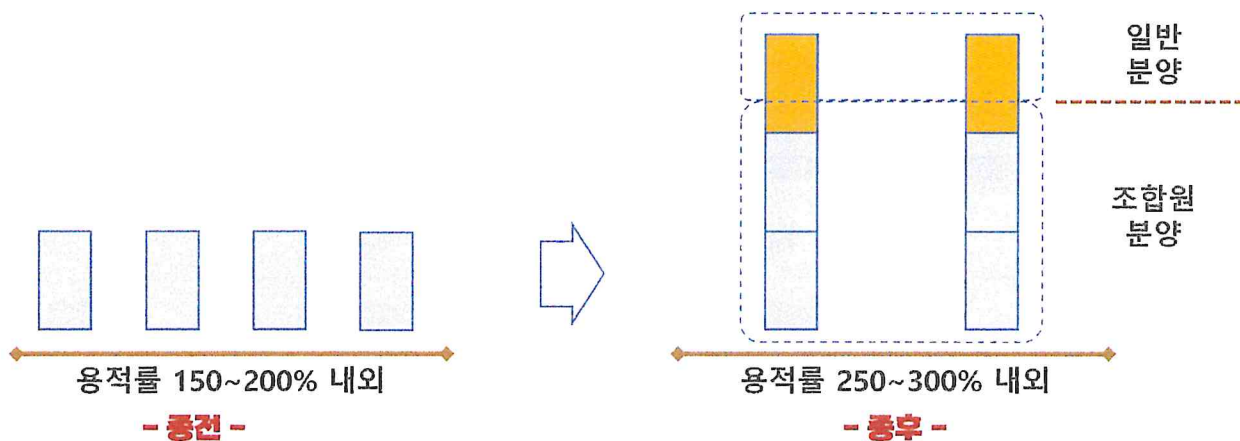 일반
분양
조합원
분양
용적률 150~200% 내외
용적률 250~300% 내외
- 종전 -
- 종후 -